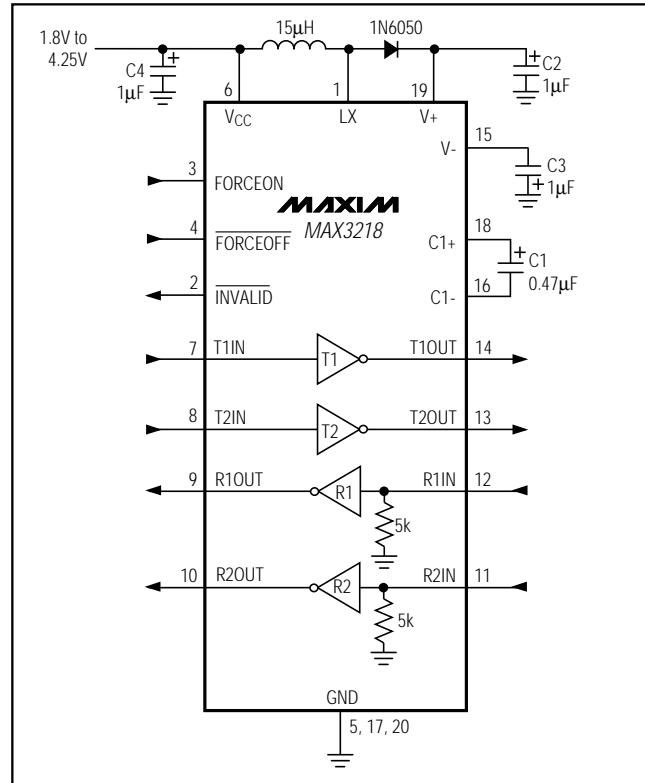 1.8V to
4.25V
15µH
1N6050
C4
1µF
+
6
1
19
+
C2
1µF
VCC
LX
V+
V-
15
C3
1µF
+
3
FORCEON
MAXIM
MAX3218
4
FORCEOFF
C1+
18
+
C1
0.47µF
2
INVALID
C1-
16
7
T1IN
T1
T1OUT
14
8
T2IN
T2
T2OUT
13
9
R1OUT
R1
R1IN
12
5k
10
R2OUT
R2
R2IN
11
5k
GND
5, 17, 20